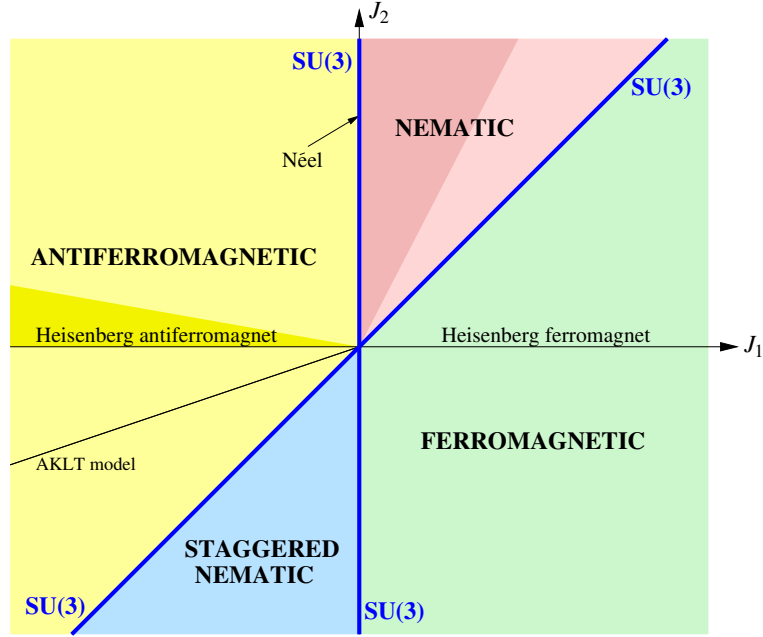 J2
SU(3)
SU(3)
NEMATIC
Néel
ANTIFERROMAGNETIC
Heisenberg antiferromagnet
Heisenberg ferromagnet
J1
FERROMAGNETIC
AKLT model
STAGGERED
NEMATIC
SU(3)
SU(3)